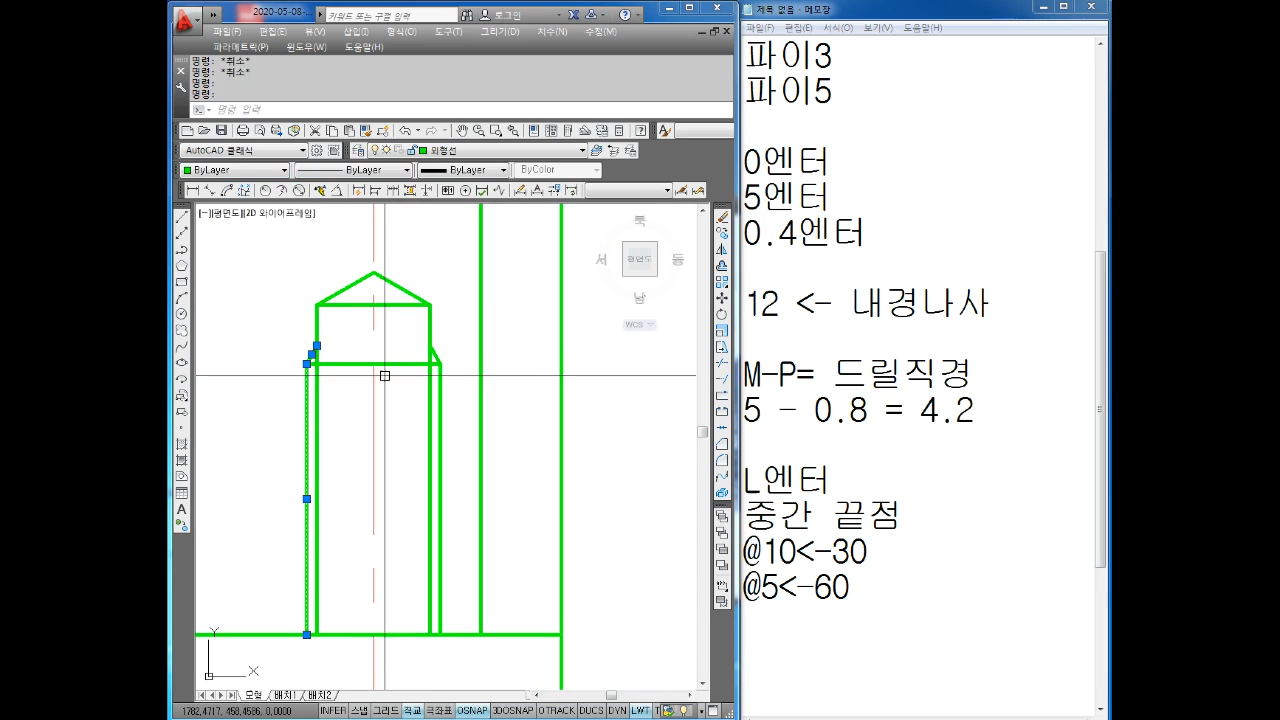 2020-05-08-...
키워드 또는 구절 입력
로그인
파일(F) 편집(E) 뷰(V) 삽입(I) 형식(O) 도구(T) 그리기(D) 치수(N) 수정(M)
파라메트릭(P) 윈도우(W) 도움말(H)
명령: *취소*
명령: *취소*
명령:
명령:
명령 입력
AutoCAD 클래식
외형선
ByLayer ByLayer ByLayer ByColor
[-][평면도][2D 와이어프레임]
북
서 평면도 동
남
WCS
Y
X
모형 배치1 배치2
1782,4717, 458,4586, 0,0000 INFER 스냅 그리드 직교 극좌표 OSNAP 3DOSNAP OTRACK DUCS DYN LWT T
제목 없음 - 메모장
파일(F) 편집(E) 서식(O) 보기(V) 도움말(H)
파이3
파이5
0엔터
5엔터
0.4엔터
12 <- 내경나사
M-P= 드릴직경
5 - 0.8 = 4.2
L엔터
중간 끝점
@10<-30
@5<-60